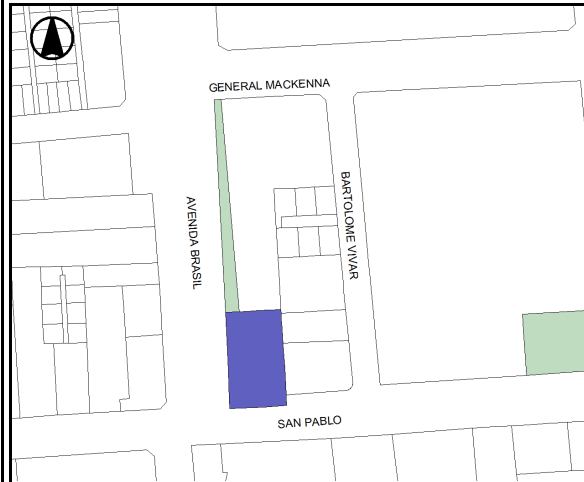 GENERAL MACKENNA
BARTOLOME VIVAR
AVENIDA BRASIL
SAN PABLO